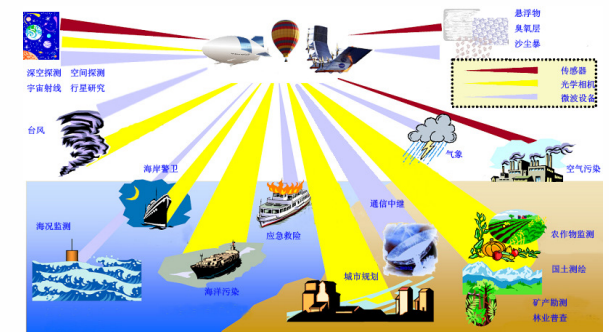 悬浮物
臭氧层
沙尘暴
深空探测 空间探测
宇宙射线 行星研究
传感器
光学相机
微波设备
台风
气象
空气污染
海岸警卫
海况监测
应急救险
通信中继
农作物监测
国土测绘
海洋污染
城市规划
矿产勘测
林业普查